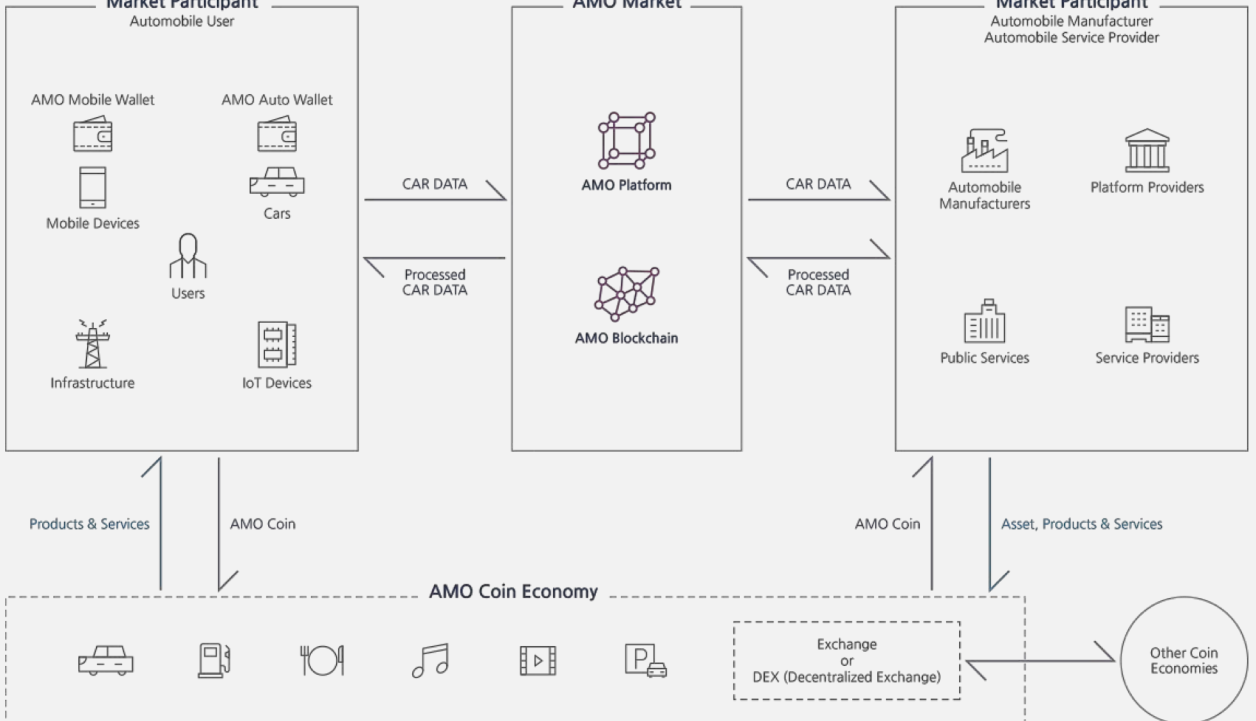 Market Participant
Automobile User
AMO Mobile Wallet
AMO Auto Wallet
Mobile Devices
Cars
Users
Infrastructure
IoT Devices
CAR DATA
Processed
CAR DATA
AMO Market
AMO Platform
AMO Blockchain
CAR DATA
Processed
CAR DATA
Market Participant
Automobile Manufacturer
Automobile Service Provider
Automobile
Manufacturers
Platform Providers
Public Services
Service Providers
Products & Services
AMO Coin
AMO Coin
Asset, Products & Services
AMO Coin Economy
P
Exchange
or
DEX (Decentralized Exchange)
Other Coin
Economies